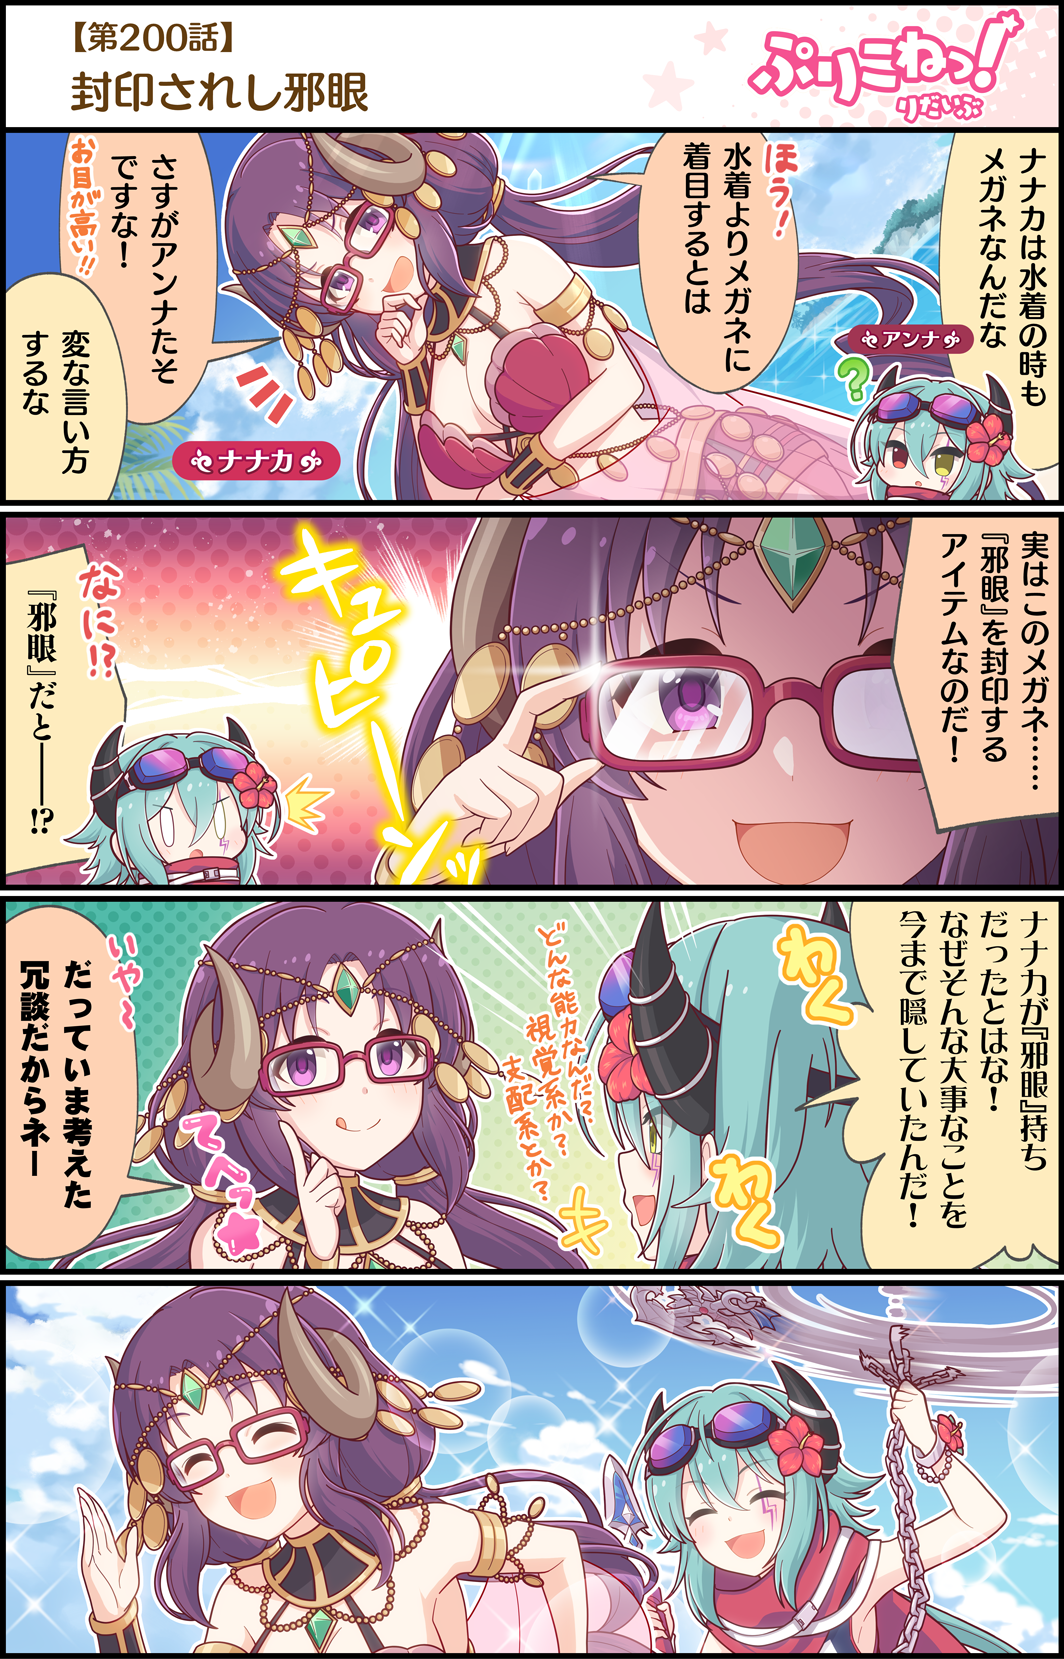 【第200話】
封印されし邪眼
ぷりこねっ!
りだいぶ
ナナカは水着の時も
メガネなんだな
アンナ
?
ほう!
水着よりメガネに
着目するとは
さすがアンナたそ
ですな!
お目が高い!!
ナナカ
変な言い方
するな
実はこのメガネ……
『邪眼』を封印する
アイテムなのだ!
キュピーンッ
なに!?
『邪眼』だと――!?
ナナカが『邪眼』持ち
だったとはな!
なぜそんな大事なことを
今まで隠していたんだ!
わく
わく
どんな能力なんだ?
視覚系か?
支配系とか?
いや〜
だっていま考えた
冗談だからネー
てへっ☆